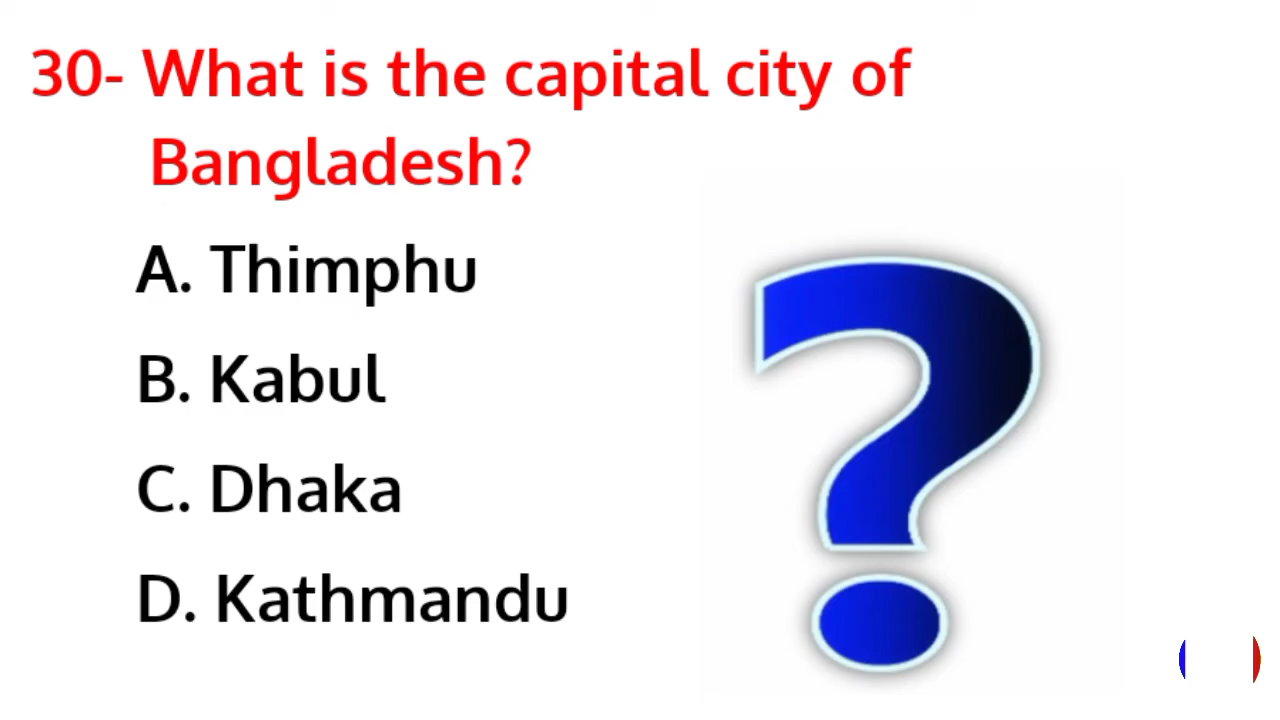 30- What is the capital city of
Bangladesh?
A. Thimphu
B. Kabul
C. Dhaka
D. Kathmandu